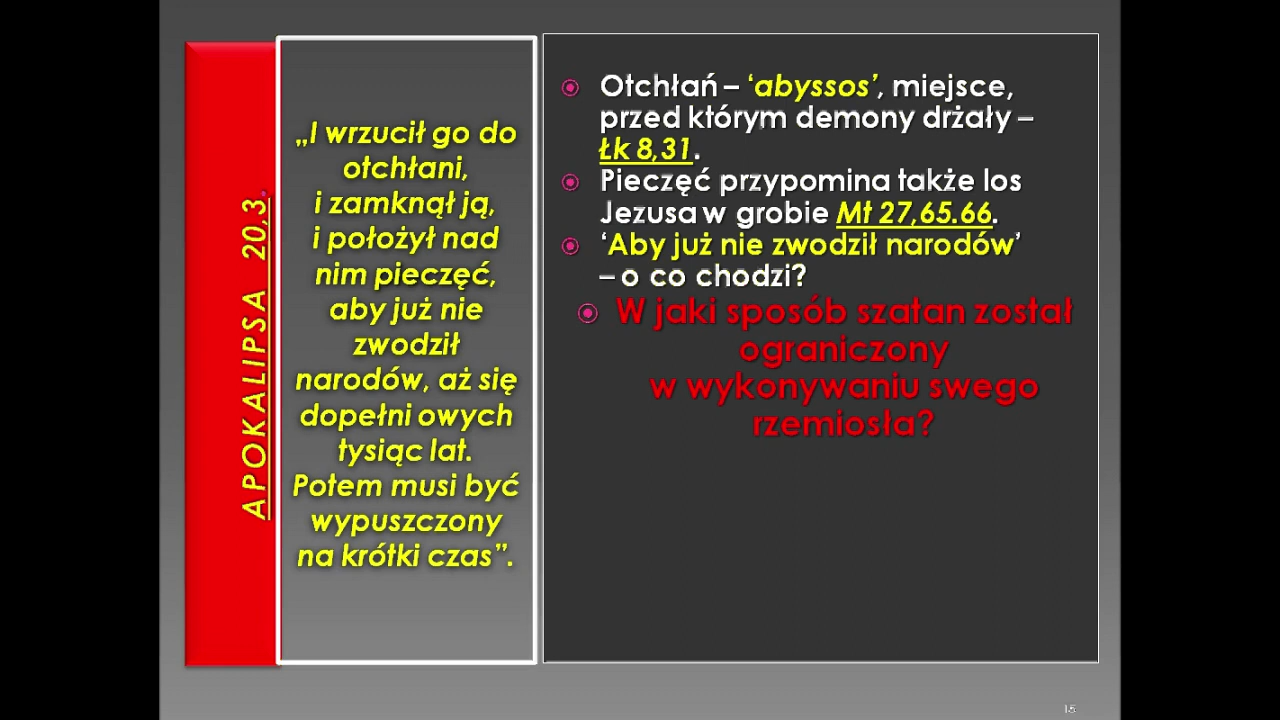 APOKALIPSA 20,3.
„I wrzucił go do
otchłani,
i zamknął ją,
i położył nad
nim pieczęć,
aby już nie
zwodził
narodów, aż się
dopełni owych
tysiąc lat.
Potem musi być
wypuszczony
na krótki czas”.
Otchłań – ‘abyssos’, miejsce,
przed którym demony drżały –
Łk 8,31.
Pieczęć przypomina także los
Jezusa w grobie Mt 27,65.66.
‘Aby już nie zwodził narodów’
– o co chodzi?
W jaki sposób szatan został
ograniczony
w wykonywaniu swego
rzemiosła?
15